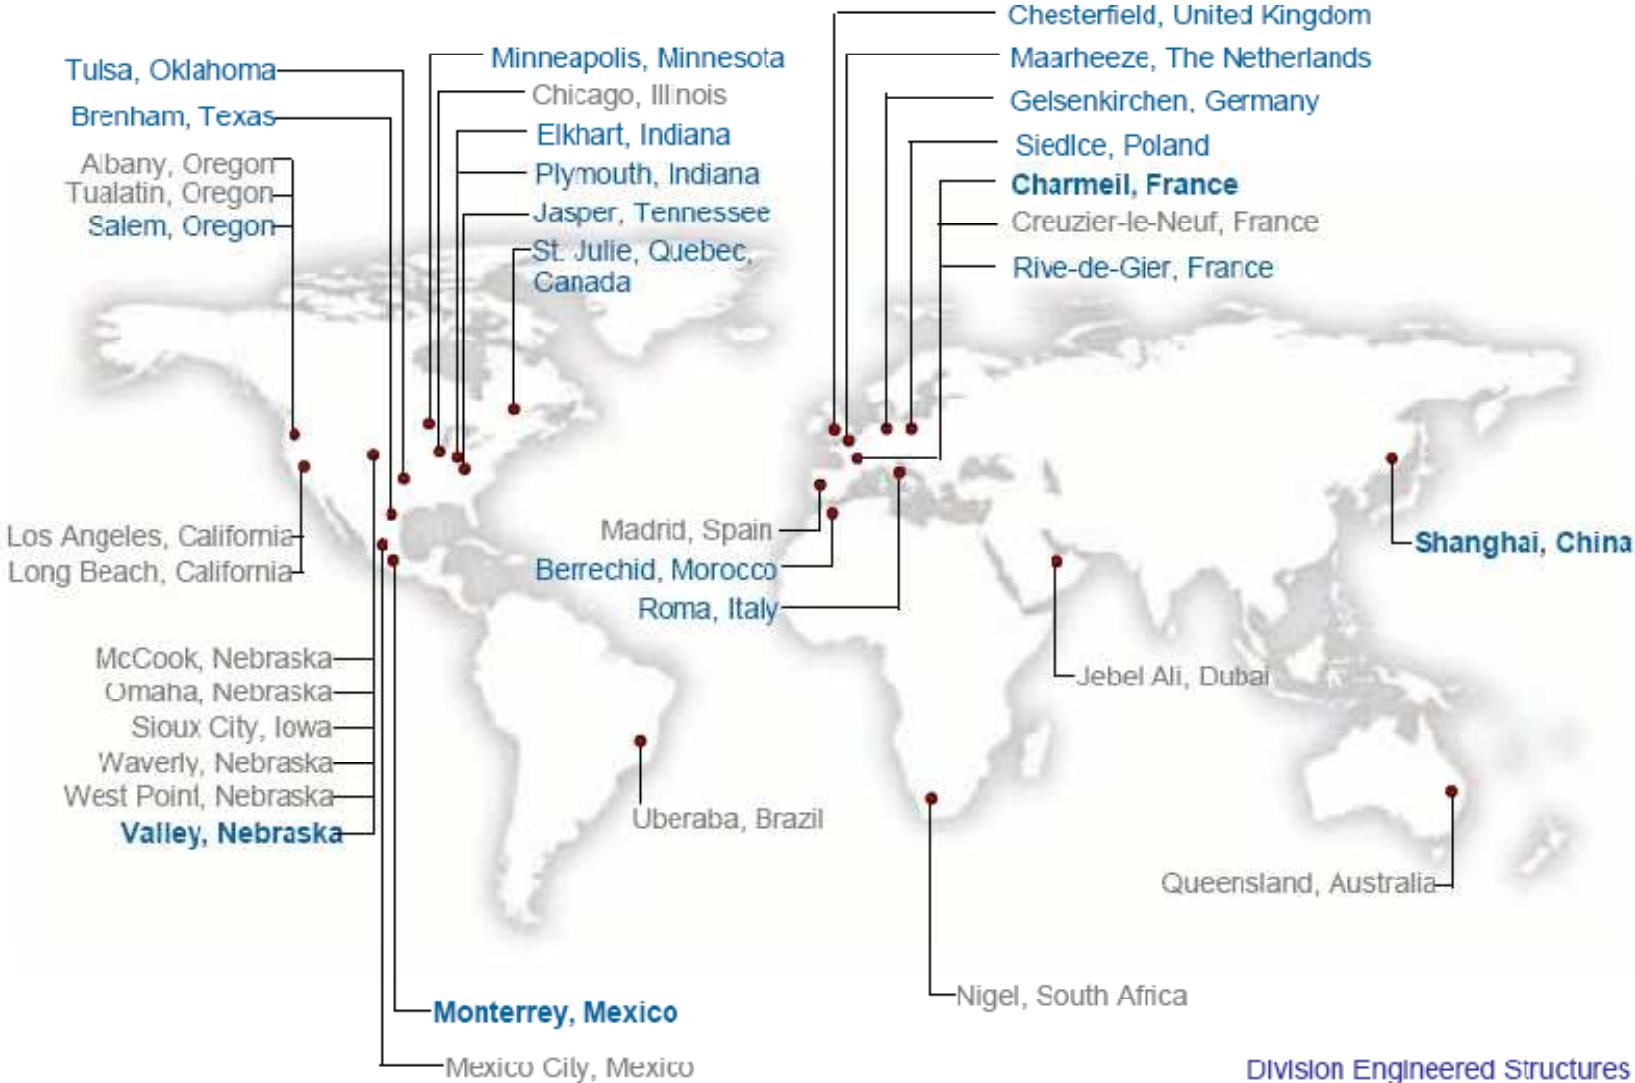 Chesterfield, United Kingdom
Maarheeze, The Netherlands
Gelsenkirchen, Germany
Siedlce, Poland
Charmeil, France
Creuzier-le-Neuf, France
Rive-de-Gier, France
Minneapolis, Minnesota
Chicago, Illinois
Elkhart, Indiana
Plymouth, Indiana
Jasper, Tennessee
St. Julie, Quebec,
Canada
Tulsa, Oklahoma
Brenham, Texas
Albany, Oregon
Tualatin, Oregon
Salem, Oregon
Los Angeles, California
Long Beach, California
McCook, Nebraska
Omaha, Nebraska
Sioux City, Iowa
Waverly, Nebraska
West Point, Nebraska
Valley, Nebraska
Madrid, Spain
Berrechid, Morocco
Roma, Italy
Shanghai, China
Jebel Ali, Dubai
Uberaba, Brazil
Queensland, Australia
Nigel, South Africa
Monterrey, Mexico
Mexico City, Mexico
Division Engineered Structures